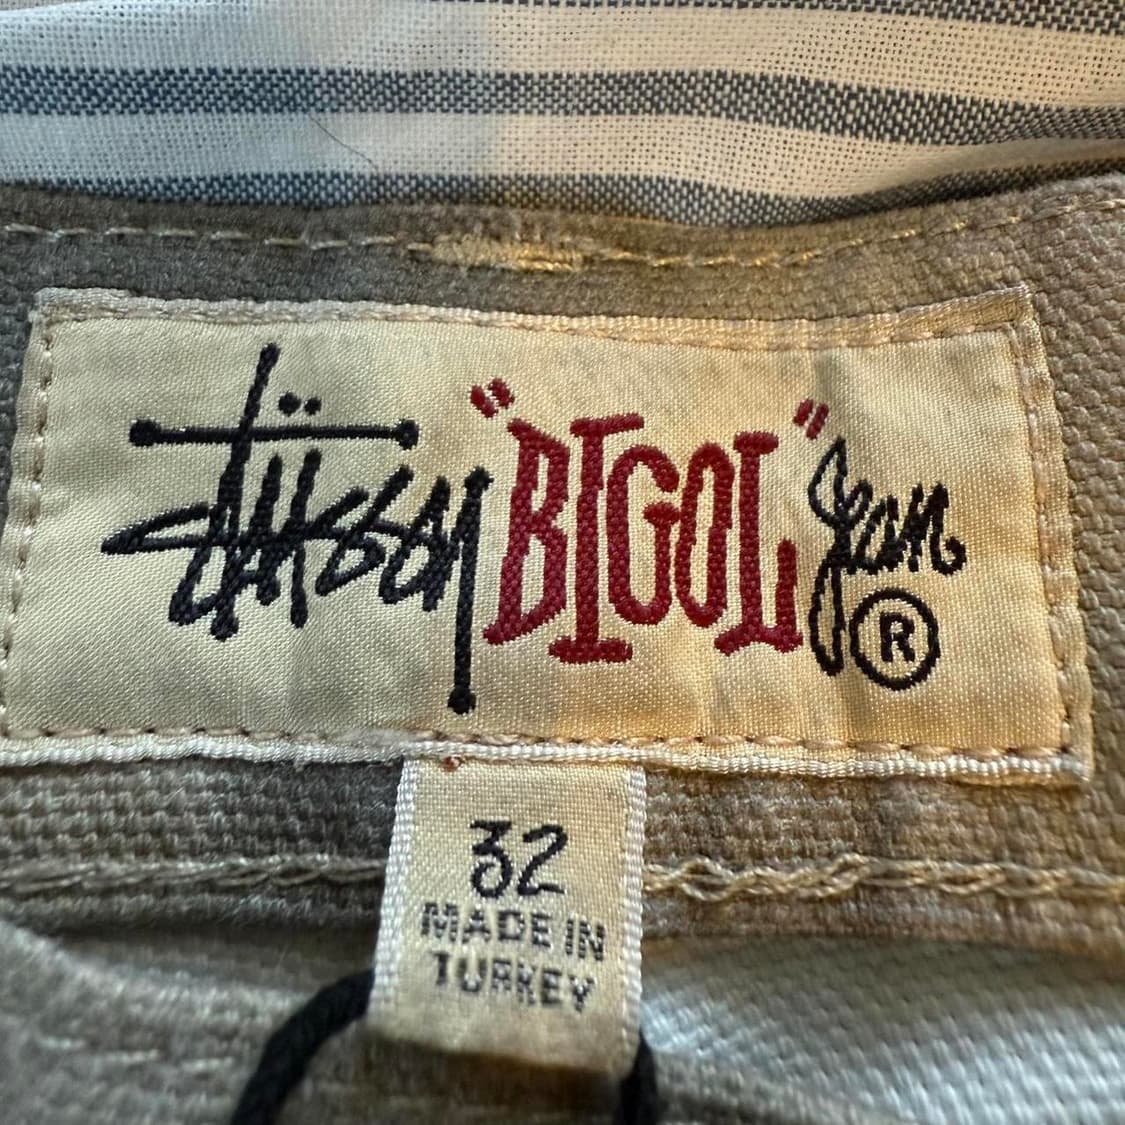 Stüssy "BIGOL" Jean ®
32
MADE IN
TURKEY